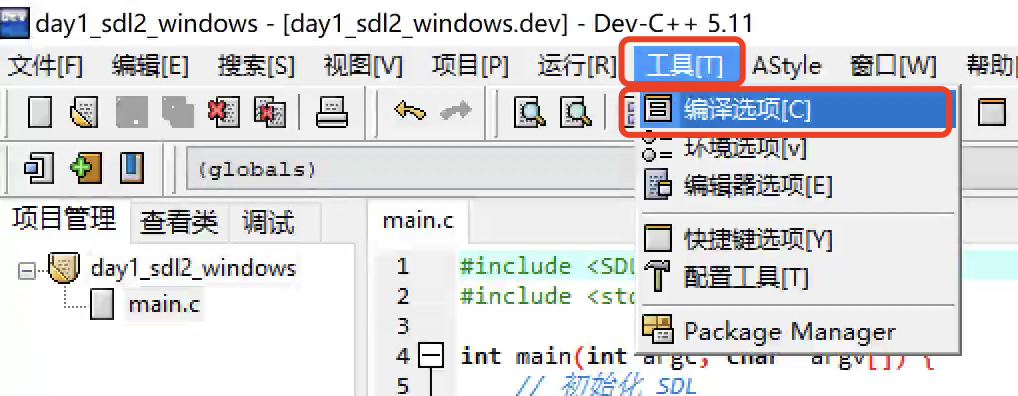 day1_sdl2_windows - [day1_sdl2_windows.dev] - Dev-C++ 5.11
文件[F] 编辑[E] 搜索[S] 视图[V] 项目[P] 运行[R] 工具[T] AStyle 窗口[W] 帮助
编译选项[C]
环境选项[v]
(globals)
编辑器选项[E]
项目管理 查看类 调试
main.c
快捷键选项[Y]
day1_sdl2_windows
配置工具[T]
main.c
Package Manager
1 #include <SDL
2 #include <std
3
4 int main(int argc, char argv[]) {
5 // 初始化 SDL